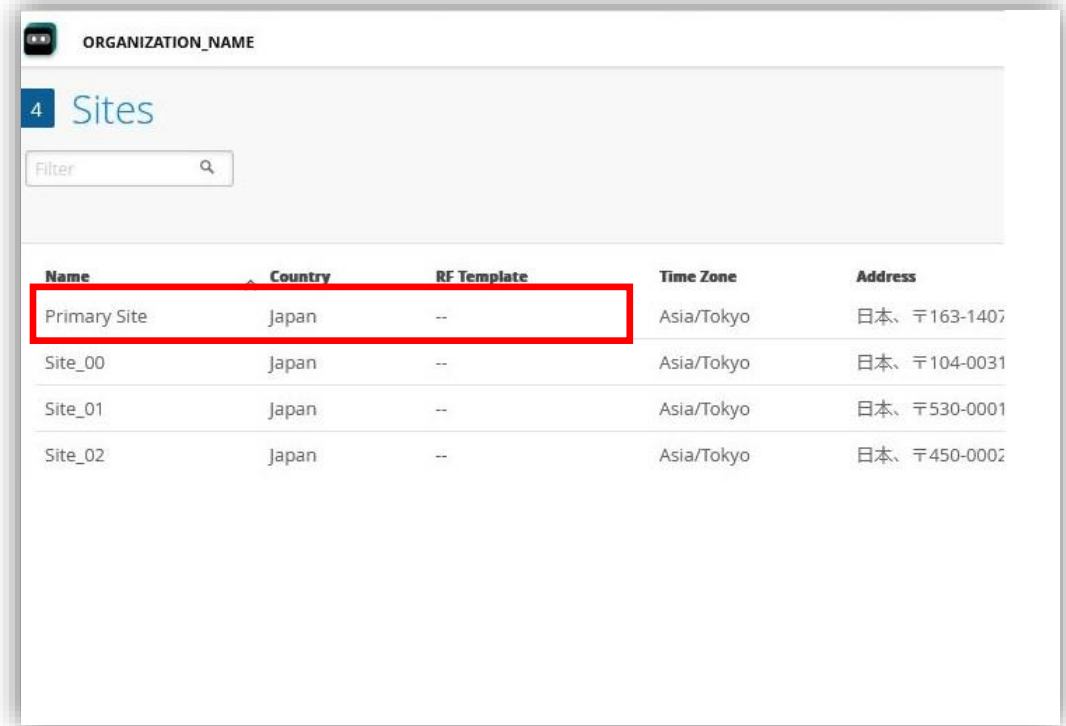 ORGANIZATION_NAME
4 Sites
Filter
Name Country RF Template Time Zone Address
Primary Site Japan -- Asia/Tokyo 日本、〒163-1407
Site_00 Japan -- Asia/Tokyo 日本、〒104-0031
Site_01 Japan -- Asia/Tokyo 日本、〒530-0001
Site_02 Japan -- Asia/Tokyo 日本、〒450-0002